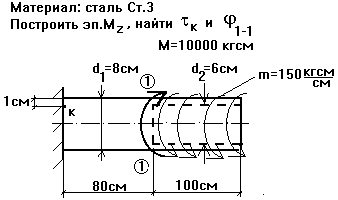 Материал: сталь Ст.3
Построить эп.Mz, найти τк и φ1-1
M=10000 кгсм
d1=8см
1
d2=6см
m=150 кгсм/см
1см
к
1
80см
100см